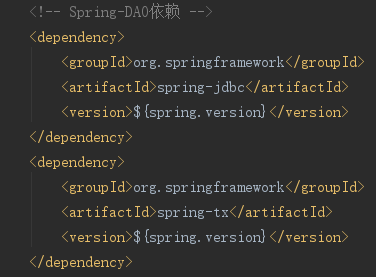 <!-- Spring-DAO依赖 -->
<dependency>
    <groupId>org.springframework</groupId>
    <artifactId>spring-jdbc</artifactId>
    <version>${spring.version}</version>
</dependency>
<dependency>
    <groupId>org.springframework</groupId>
    <artifactId>spring-tx</artifactId>
    <version>${spring.version}</version>
</dependency>